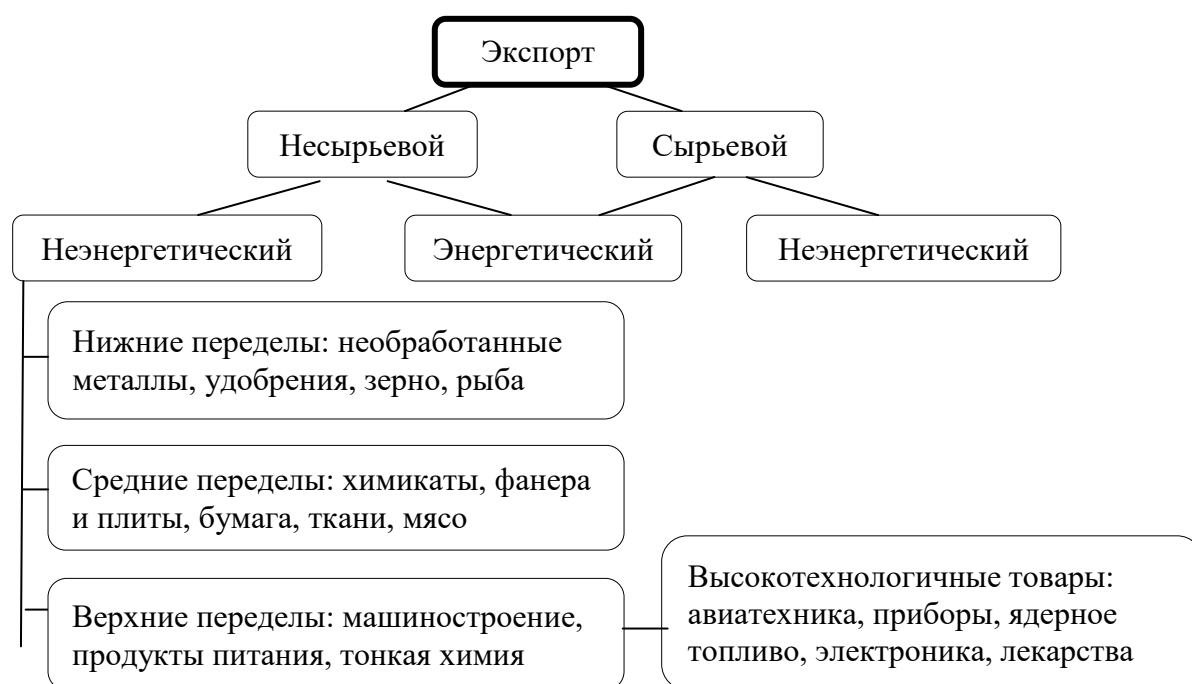 Экспорт
Несырьевой
Сырьевой
Неэнергетический
Энергетический
Неэнергетический
Нижние переделы: необработанные
металлы, удобрения, зерно, рыба
Средние переделы: химикаты, фанера
и плиты, бумага, ткани, мясо
Верхние переделы: машиностроение,
продукты питания, тонкая химия
Высокотехнологичные товары:
авиатехника, приборы, ядерное
топливо, электроника, лекарства